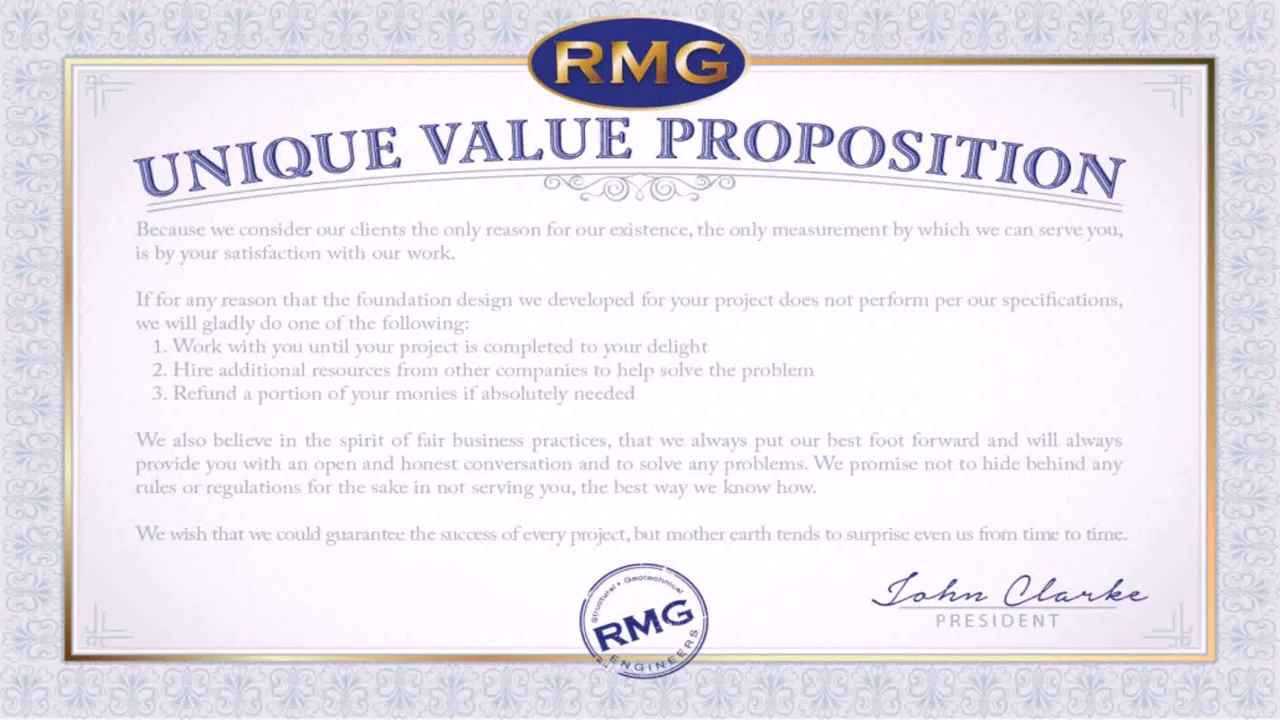 RMG
UNIQUE VALUE PROPOSITION
Because we consider our clients the only reason for our existence, the only measurement by which we can serve you,
is by your satisfaction with our work.
If for any reason that the foundation design we developed for your project does not perform per our specifications,
we will gladly do one of the following:
1. Work with you until your project is completed to your delight
2. Hire additional resources from other companies to help solve the problem
3. Refund a portion of your monies if absolutely needed
We also believe in the spirit of fair business practices, that we always put our best foot forward and will always
provide you with an open and honest conversation and to solve any problems. We promise not to hide behind any
rules or regulations for the sake in not serving you, the best way we know how.
We wish that we could guarantee the success of every project, but mother earth tends to surprise even us from time to time.
Structural • Geotechnical
RMG
ENGINEERS
John Clarke
PRESIDENT